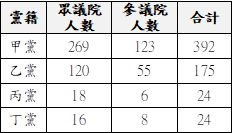 黨籍 眾議院人數 參議院人數 合計
甲黨 269 123 392
乙黨 120 55 175
丙黨 18 6 24
丁黨 16 8 24